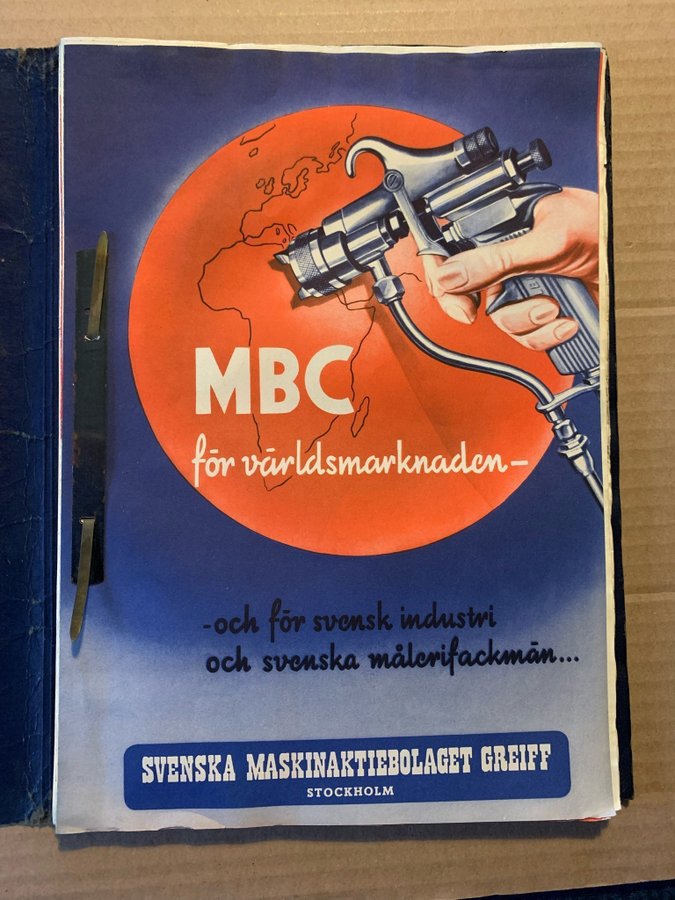 MBC
för världsmarknaden –
- och för svensk industri
och svenska målerifackmän...
SVENSKA MASKINAKTIEBOLAGET GREIFF
STOCKHOLM